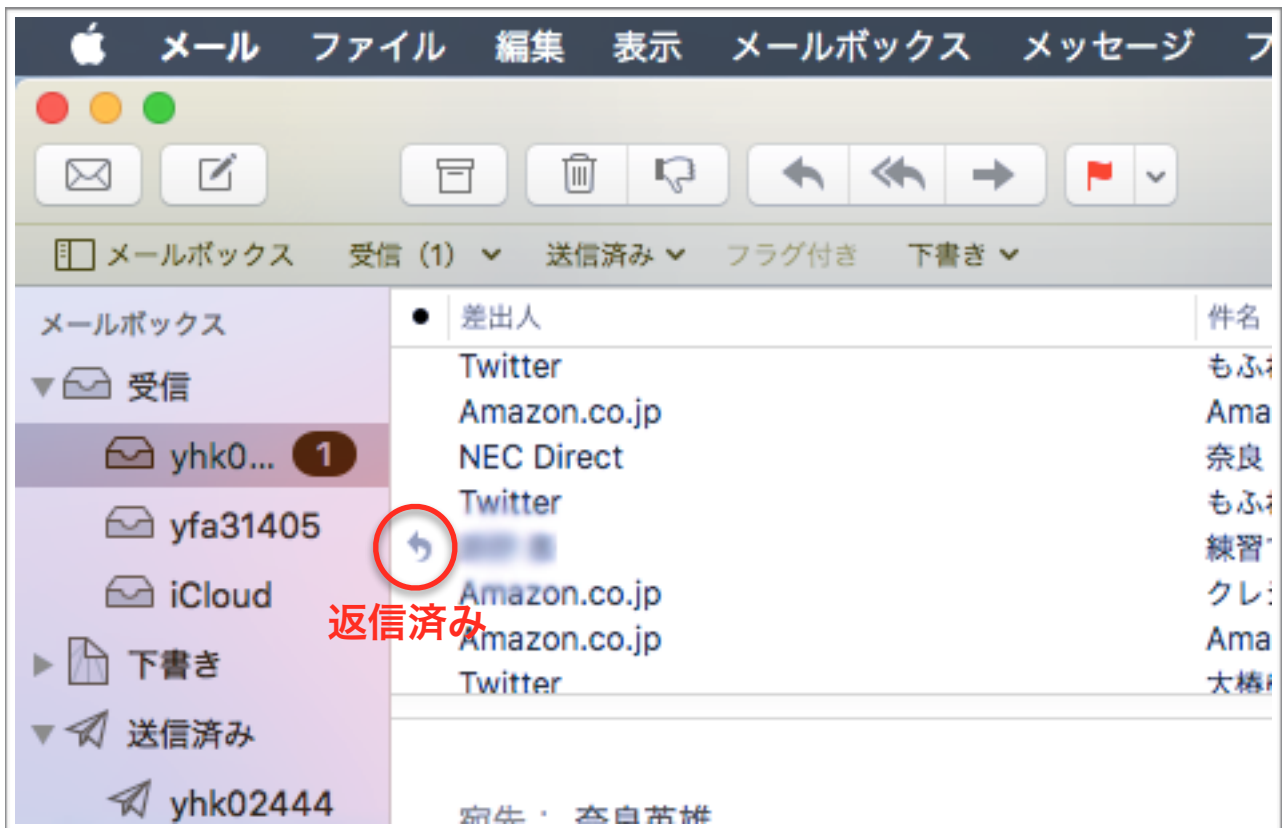 メール ファイル 編集 表示 メールボックス メッセージ フ
メールボックス 受信 (1) 送信済み フラグ付き 下書き
メールボックス
受信
yhk0... 1
yfa31405
iCloud
下書き
送信済み
yhk02444
差出人 件名
Twitter もふ
Amazon.co.jp Ama
NEC Direct 奈良
Twitter もふ
練習
Amazon.co.jp クレ
Amazon.co.jp Ama
Twitter 大椿
返信済み
宛先： 奈良英雄